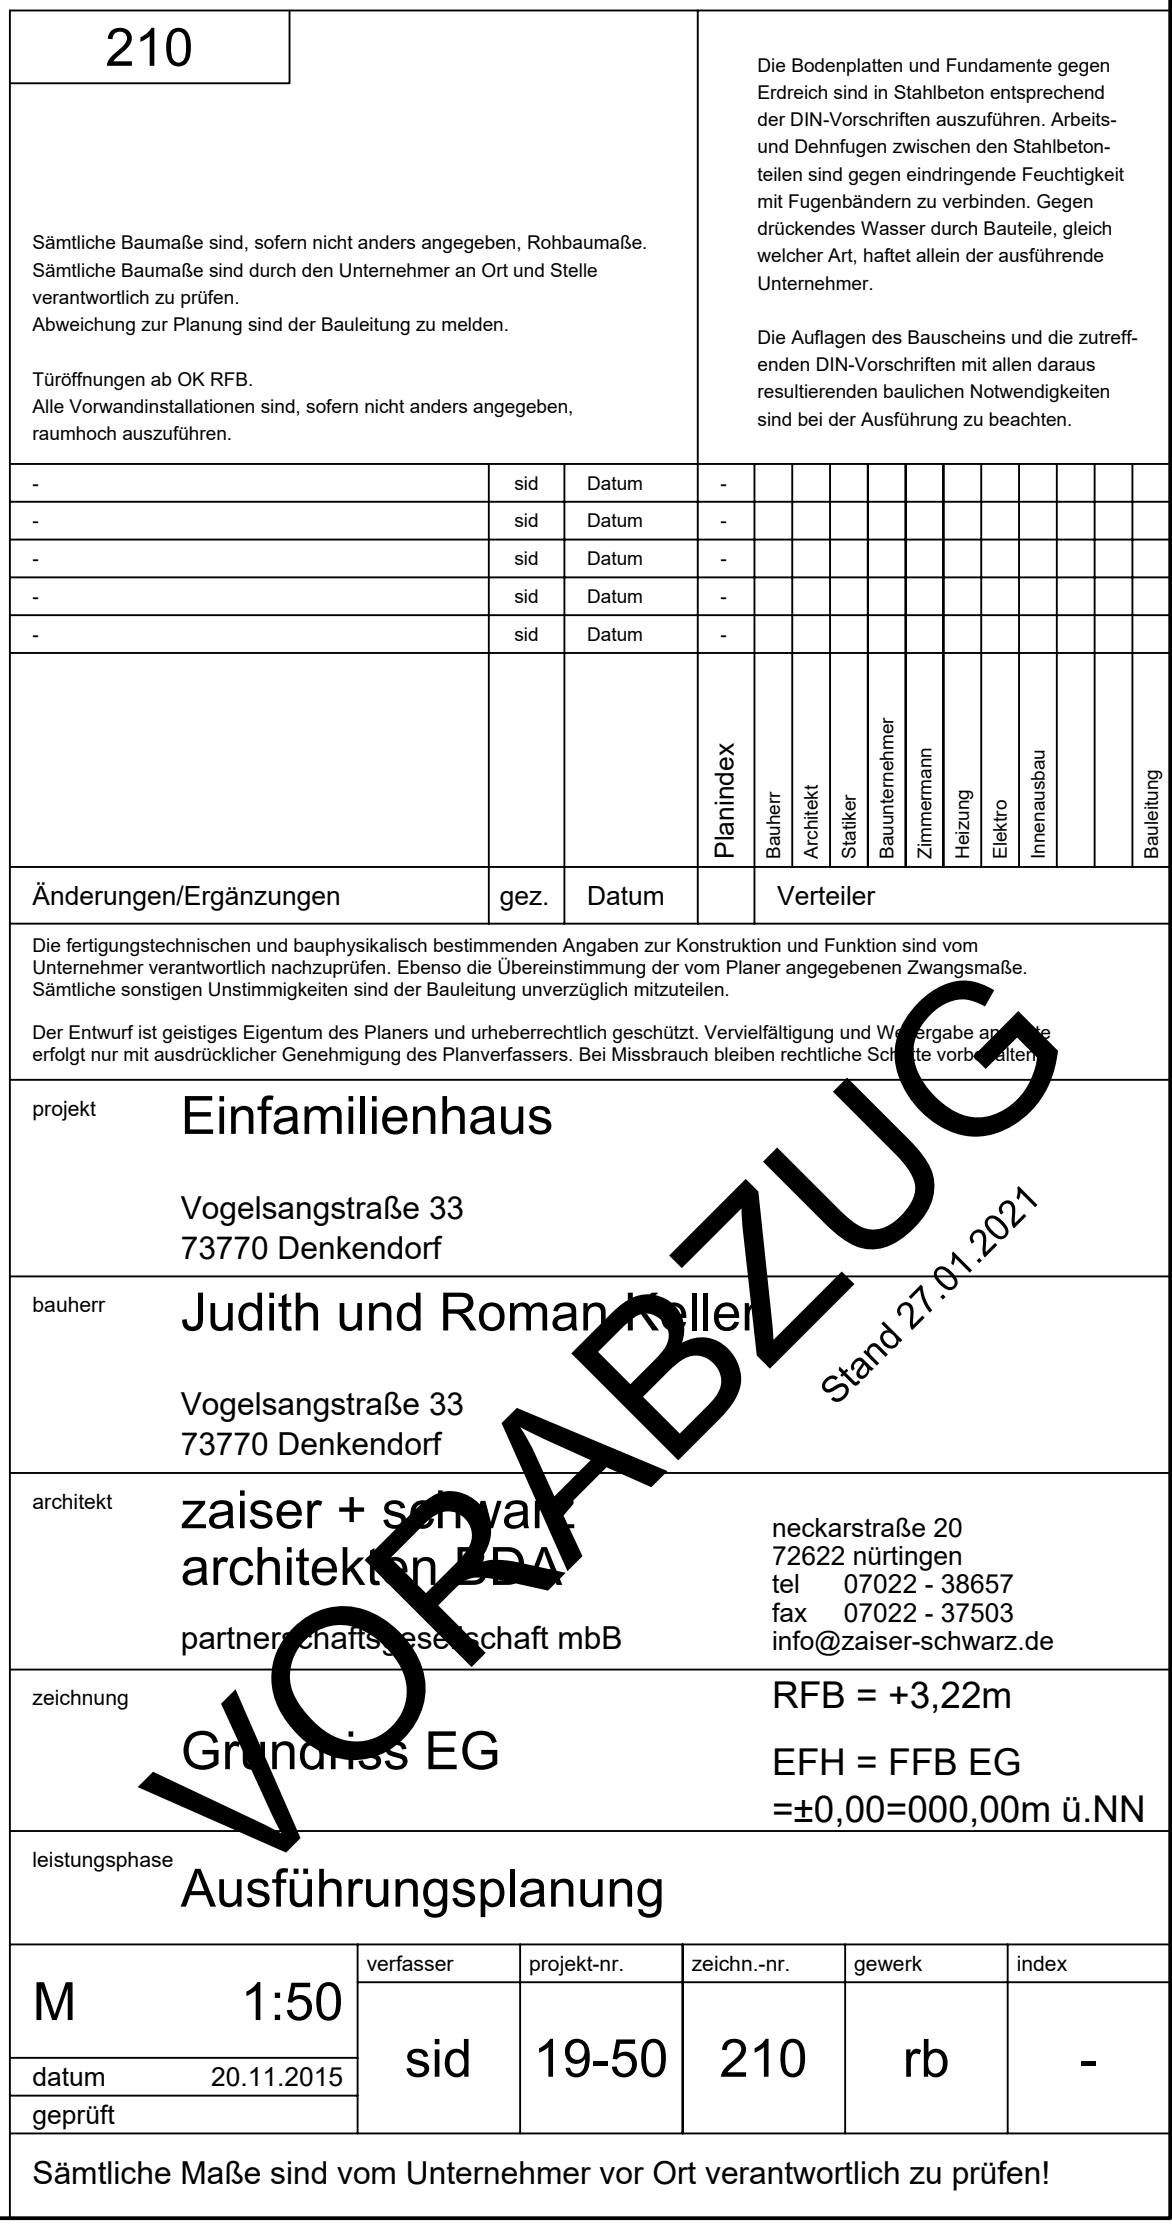 210
Sämtliche Baumaße sind, sofern nicht anders angegeben, Rohbaumaße.
Sämtliche Baumaße sind durch den Unternehmer an Ort und Stelle
verantwortlich zu prüfen.
Abweichung zur Planung sind der Bauleitung zu melden.
Türöffnungen ab OK RFB.
Alle Vorwandinstallationen sind, sofern nicht anders angegeben,
raumhoch auszuführen.
Die Bodenplatten und Fundamente gegen
Erdreich sind in Stahlbeton entsprechend
der DIN-Vorschriften auszuführen. Arbeits-
und Dehnfugen zwischen den Stahlbeton-
teilen sind gegen eindringende Feuchtigkeit
mit Fugenbändern zu verbinden. Gegen
drückendes Wasser durch Bauteile, gleich
welcher Art, haftet allein der ausführende
Unternehmer.
Die Auflagen des Bauscheins und die zutreff-
enden DIN-Vorschriften mit allen daraus
resultierenden baulichen Notwendigkeiten
sind bei der Ausführung zu beachten.
- sid Datum -
- sid Datum -
- sid Datum -
- sid Datum -
- sid Datum -
Planindex
Bauherr
Architekt
Statiker
Bauunternehmer
Zimmermann
Heizung
Elektro
Innenausbau
Bauleitung
Änderungen/Ergänzungen gez. Datum Verteiler
Die fertigungstechnischen und bauphysikalisch bestimmenden Angaben zur Konstruktion und Funktion sind vom
Unternehmer verantwortlich nachzuprüfen. Ebenso die Übereinstimmung der vom Planer angegebenen Zwangsmaße.
Sämtliche sonstigen Unstimmigkeiten sind der Bauleitung unverzüglich mitzuteilen.
Der Entwurf ist geistiges Eigentum des Planers und urheberrechtlich geschützt. Vervielfältigung und Weitergabe an
erfolgt nur mit ausdrücklicher Genehmigung des Planverfassers. Bei Missbrauch bleiben rechtliche Schritte vorbehalten.
projekt
Einfamilienhaus
Vogelsangstraße 33
73770 Denkendorf
bauherr
Judith und Roman Keller
Vogelsangstraße 33
73770 Denkendorf
architekt
zaiser + schwarz
architekten BDA
partnerschaftsgesellschaft mbB
neckarstraße 20
72622 nürtingen
tel 07022 - 38657
fax 07022 - 37503
info@zaiser-schwarz.de
VORABZUG
Stand 27.01.2021
zeichnung
Grundriss EG
RFB = +3,22m
EFH = FFB EG
=±0,00=000,00m ü.NN
leistungsphase
Ausführungsplanung
M 1:50
datum 20.11.2015
geprüft
verfasser projekt-nr. zeichn.-nr. gewerk index
sid 19-50 210 rb -
Sämtliche Maße sind vom Unternehmer vor Ort verantwortlich zu prüfen!